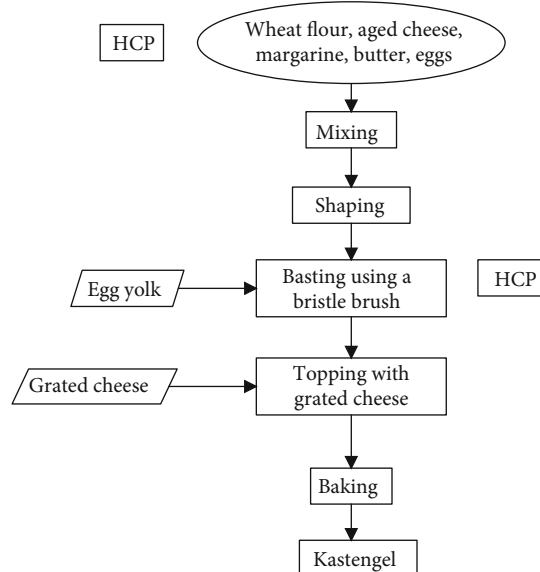 HCP
Wheat flour, aged cheese,
margarine, butter, eggs
Mixing
Shaping
Egg yolk
Basting using a
bristle brush
HCP
Grated cheese
Topping with
grated cheese
Baking
Kastengel